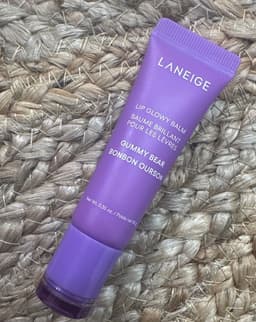 LANEIGE
LIP GLOWY BALM
BAUME BRILLANT
POUR LES LÈVRES
GUMMY BEAR
BONBON OURSON